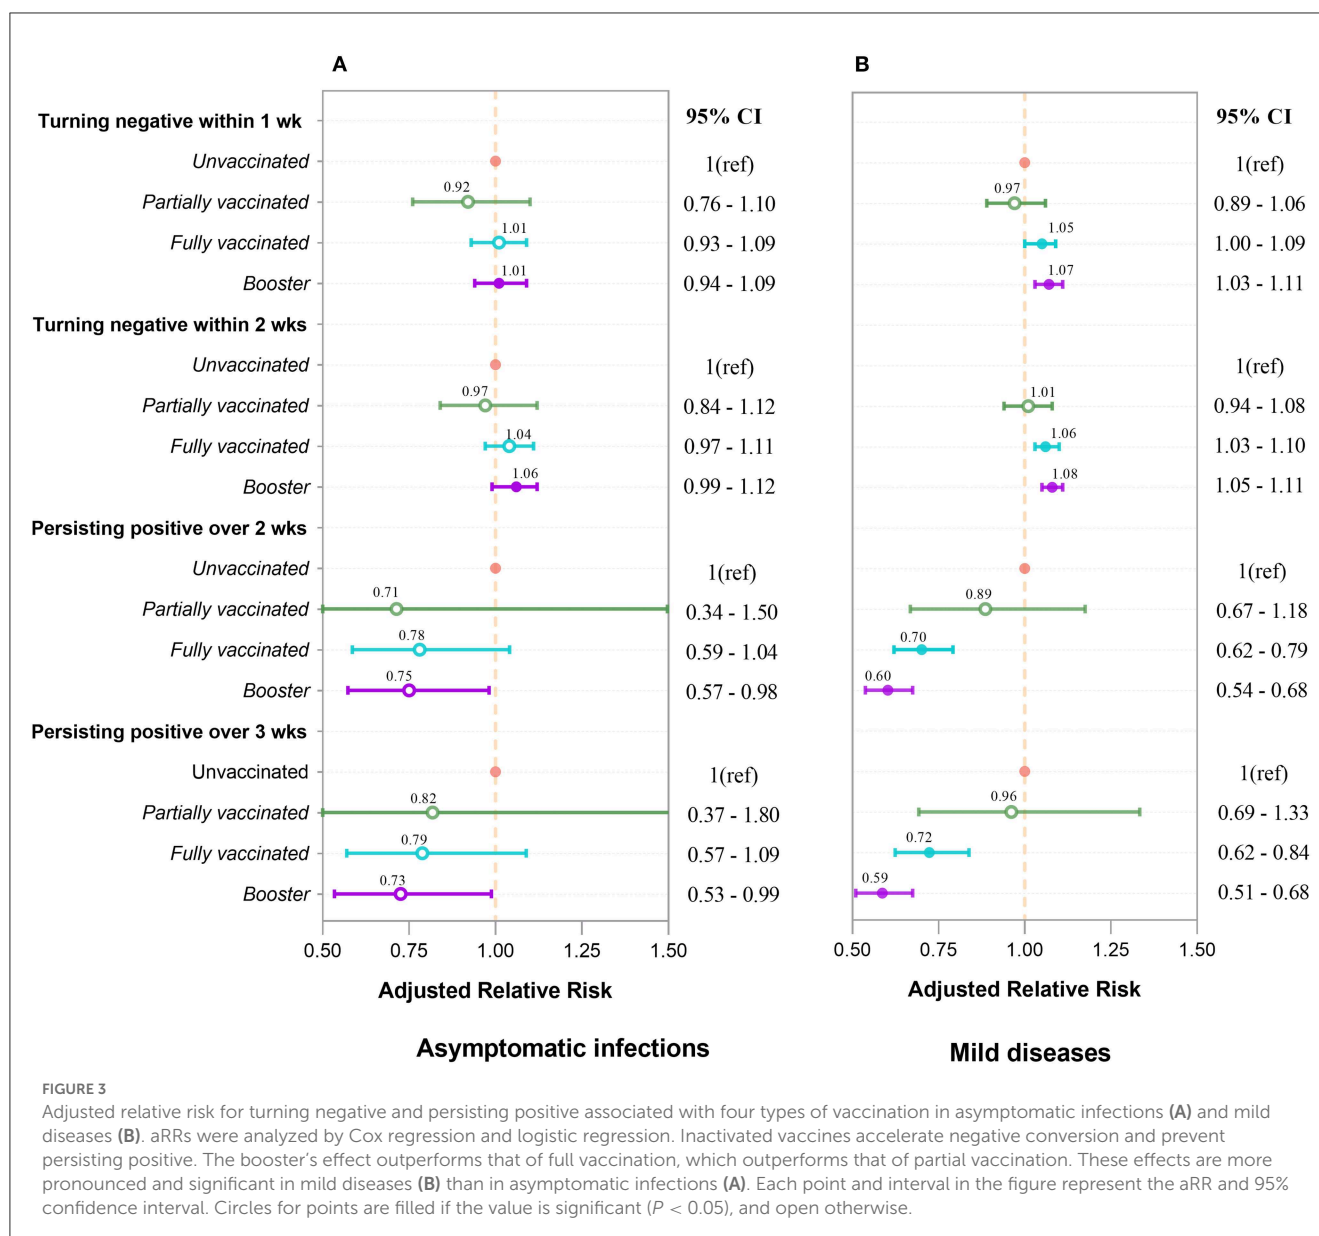 A
B
95% CI
95% CI
Turning negative within 1 wk
Unvaccinated
1(ref)
1(ref)
Partially vaccinated
0.92
0.76 - 1.10
0.97
0.89 - 1.06
Fully vaccinated
1.01
0.93 - 1.09
1.05
1.00 - 1.09
Booster
1.01
0.94 - 1.09
1.07
1.03 - 1.11
Turning negative within 2 wks
Unvaccinated
1(ref)
1(ref)
Partially vaccinated
0.97
0.84 - 1.12
1.01
0.94 - 1.08
Fully vaccinated
1.04
0.97 - 1.11
1.06
1.03 - 1.10
Booster
1.06
0.99 - 1.12
1.08
1.05 - 1.11
Persisting positive over 2 wks
Unvaccinated
1(ref)
1(ref)
Partially vaccinated
0.71
0.34 - 1.50
0.89
0.67 - 1.18
Fully vaccinated
0.78
0.59 - 1.04
0.70
0.62 - 0.79
Booster
0.75
0.57 - 0.98
0.60
0.54 - 0.68
Persisting positive over 3 wks
Unvaccinated
1(ref)
1(ref)
Partially vaccinated
0.82
0.37 - 1.80
0.96
0.69 - 1.33
Fully vaccinated
0.79
0.57 - 1.09
0.72
0.62 - 0.84
Booster
0.73
0.53 - 0.99
0.59
0.51 - 0.68
0.50 0.75 1.00 1.25 1.50
0.50 0.75 1.00 1.25 1.50
Adjusted Relative Risk
Adjusted Relative Risk
Asymptomatic infections
Mild diseases
FIGURE 3
Adjusted relative risk for turning negative and persisting positive associated with four types of vaccination in asymptomatic infections (A) and mild
diseases (B). aRRs were analyzed by Cox regression and logistic regression. Inactivated vaccines accelerate negative conversion and prevent
persisting positive. The booster's effect outperforms that of full vaccination, which outperforms that of partial vaccination. These effects are more
pronounced and significant in mild diseases (B) than in asymptomatic infections (A). Each point and interval in the figure represent the aRR and 95%
confidence interval. Circles for points are filled if the value is significant (P < 0.05), and open otherwise.